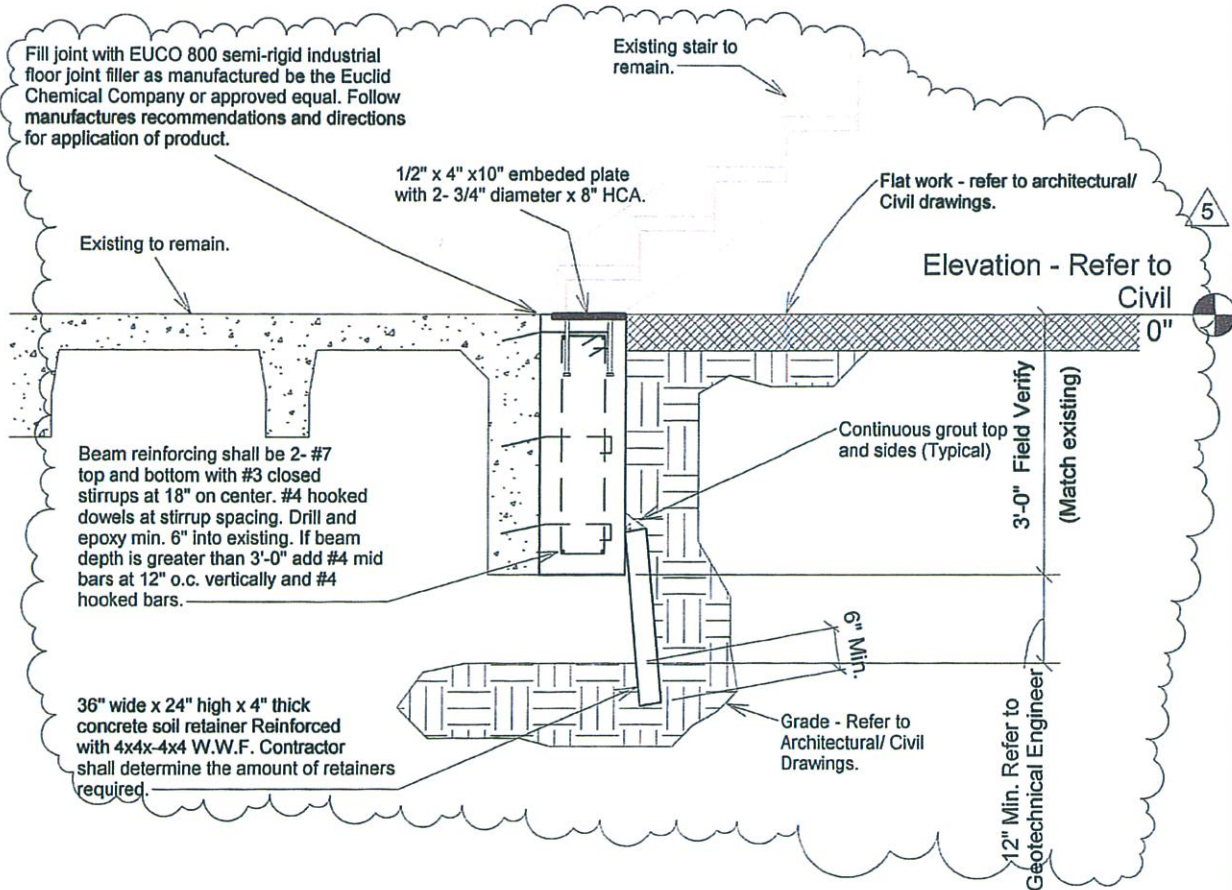 Fill joint with EUCO 800 semi-rigid industrial
floor joint filler as manufactured be the Euclid
Chemical Company or approved equal. Follow
manufactures recommendations and directions
for application of product.
Existing stair to
remain.
1/2" x 4" x10" embeded plate
with 2- 3/4" diameter x 8" HCA.
Flat work - refer to architectural/
Civil drawings.
5
Existing to remain.
Elevation - Refer to
Civil
0"
Beam reinforcing shall be 2- #7
top and bottom with #3 closed
stirrups at 18" on center. #4 hooked
dowels at stirrup spacing. Drill and
epoxy min. 6" into existing. If beam
depth is greater than 3'-0" add #4 mid
bars at 12" o.c. vertically and #4
hooked bars.
Continuous grout top
and sides (Typical)
3'-0" Field Verify
(Match existing)
6" Min.
36" wide x 24" high x 4" thick
concrete soil retainer Reinforced
with 4x4x-4x4 W.W.F. Contractor
shall determine the amount of retainers
required.
Grade - Refer to
Architectural/ Civil
Drawings.
12" Min. Refer to
Geotechnical Engineer